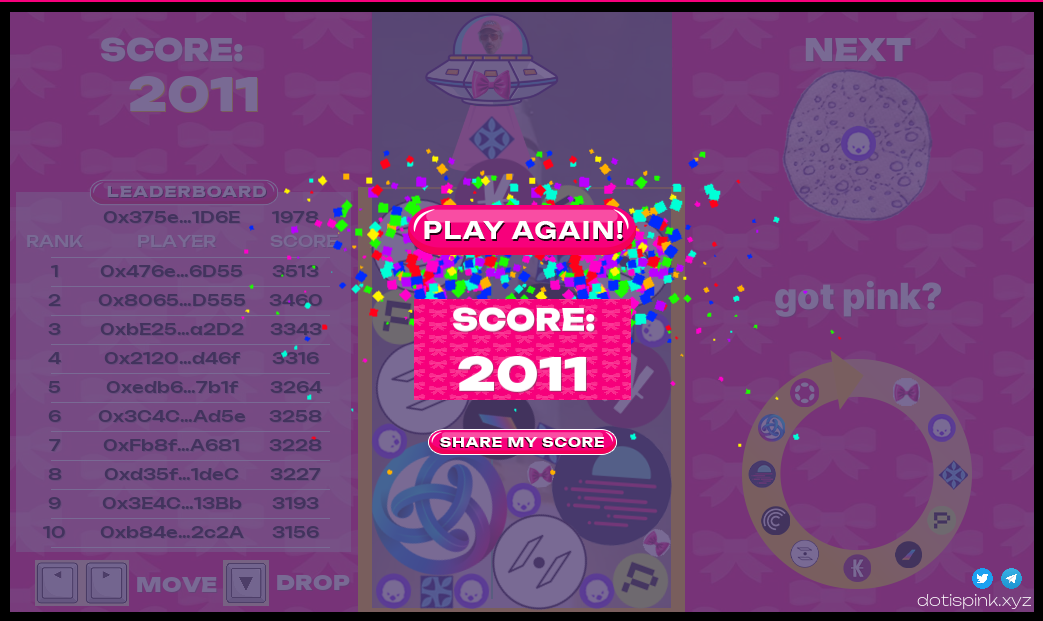 SCORE:
2011
LEADERBOARD
0x375e...1D6E 1978
RANK PLAYER SCORE
1 0x476e...6D55 3513
2 0x8065...D555 3460
3 0xbE25...a2D2 3343
4 0x2120...d46f 3316
5 0xedb6...7b1f 3264
6 0x3C4C...Ad5e 3258
7 0xFb8f...A681 3228
8 0xd35f...1deC 3227
9 0x3E4C...13Bb 3193
10 0xb84e...2c2A 3156
MOVE
DROP
PLAY AGAIN!
SCORE:
2011
SHARE MY SCORE
NEXT
got pink?
dotispink.xyz